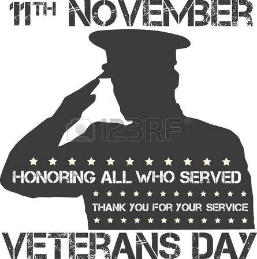 11TH NOVEMBER
123RF
HONORING ALL WHO SERVED
THANK YOU FOR YOUR SERVICE
VETERANS DAY